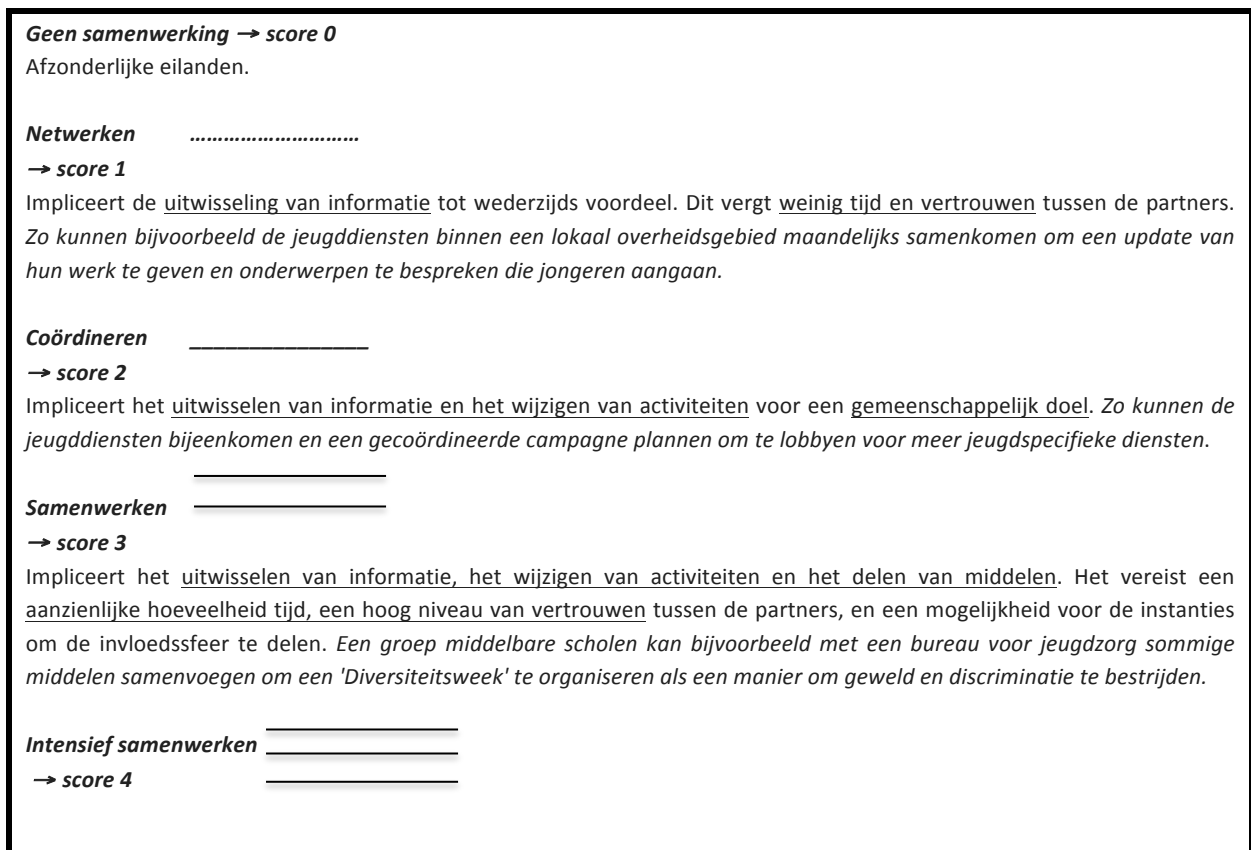 Geen samenwerking → score 0
Afzonderlijke eilanden.
Netwerken …………………………
→ score 1
Impliceert de uitwisseling van informatie tot wederzijds voordeel. Dit vergt weinig tijd en vertrouwen tussen de partners.
Zo kunnen bijvoorbeeld de jeugddiensten binnen een lokaal overheidsgebied maandelijks samenkomen om een update van
hun werk te geven en onderwerpen te bespreken die jongeren aangaan.
Coördineren _______________
→ score 2
Impliceert het uitwisselen van informatie en het wijzigen van activiteiten voor een gemeenschappelijk doel. Zo kunnen de
jeugddiensten bijeenkomen en een gecoördineerde campagne plannen om te lobbyen voor meer jeugdspecifieke diensten.
Samenwerken
→ score 3
Impliceert het uitwisselen van informatie, het wijzigen van activiteiten en het delen van middelen. Het vereist een
aanzienlijke hoeveelheid tijd, een hoog niveau van vertrouwen tussen de partners, en een mogelijkheid voor de instanties
om de invloedssfeer te delen. Een groep middelbare scholen kan bijvoorbeeld met een bureau voor jeugdzorg sommige
middelen samenvoegen om een 'Diversiteitsweek' te organiseren als een manier om geweld en discriminatie te bestrijden.
Intensief samenwerken
→ score 4